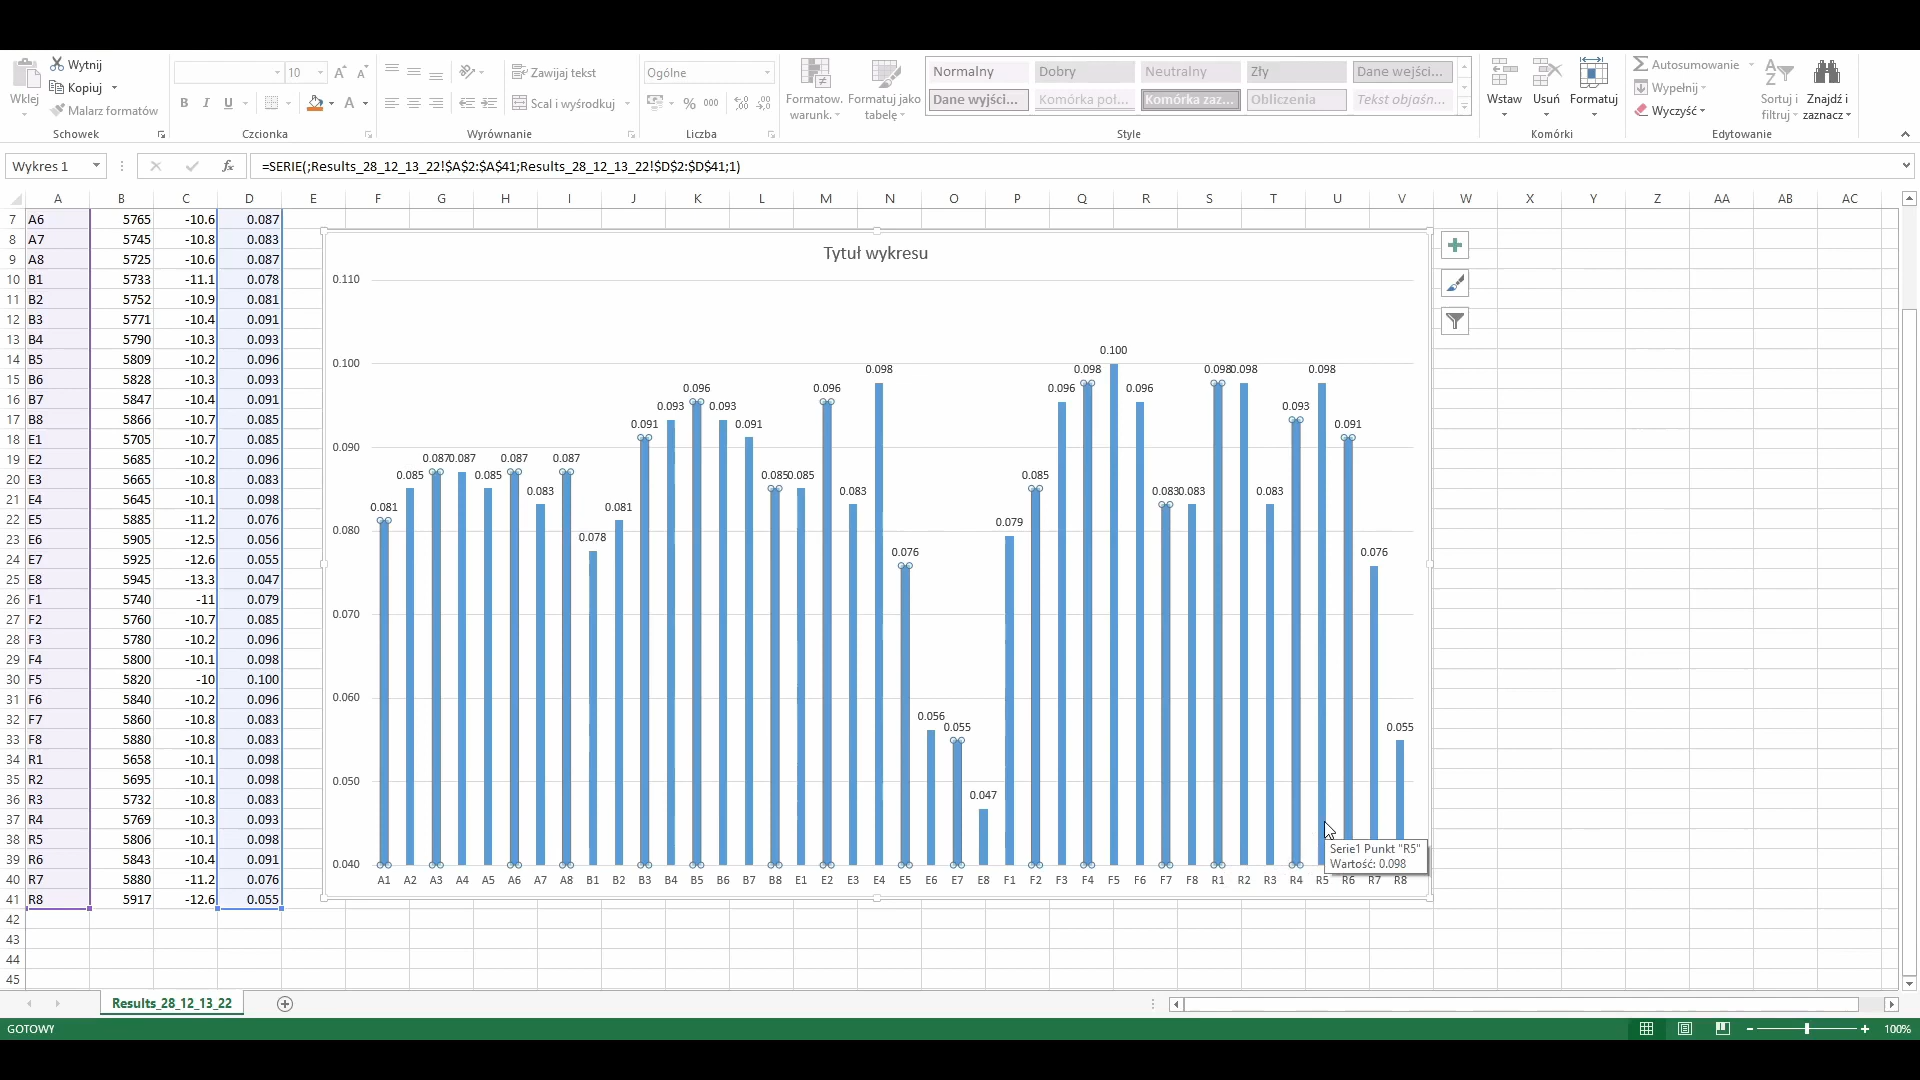 Wklej
Wytnij
Kopiuj
Malarz formatów
Schowek
10
Czcionka
Zawijaj tekst
Scal i wyśrodkuj
Wyrównanie
Ogólne
% 000
Liczba
Formatow. warunk.
Formatuj jako tabelę
Normalny Dobry Neutralny Zły Dane wejści...
Dane wyjści... Komórka poł... Komórka zaz... Obliczenia Tekst objaśn...
Style
Wstaw Usuń Formatuj
Komórki
Autosumowanie
Wypełnij
Wyczyść
Sortuj i filtruj
Znajdź i zaznacz
Edytowanie
Wykres 1
fx
=SERIE(;Results_28_12_13_22!$A$2:$A$41;Results_28_12_13_22!$D$2:$D$41;1)
A B C D E F G H I J K L M N O P Q R S T U V W X Y Z AA AB AC
7 A6 5765 -10.6 0.087
8 A7 5745 -10.8 0.083
9 A8 5725 -10.6 0.087
10 B1 5733 -11.1 0.078
11 B2 5752 -10.9 0.081
12 B3 5771 -10.4 0.091
13 B4 5790 -10.3 0.093
14 B5 5809 -10.2 0.096
15 B6 5828 -10.3 0.093
16 B7 5847 -10.4 0.091
17 B8 5866 -10.7 0.085
18 E1 5705 -10.7 0.085
19 E2 5685 -10.2 0.096
20 E3 5665 -10.8 0.083
21 E4 5645 -10.1 0.098
22 E5 5885 -11.2 0.076
23 E6 5905 -12.5 0.056
24 E7 5925 -12.6 0.055
25 E8 5945 -13.3 0.047
26 F1 5740 -11 0.079
27 F2 5760 -10.7 0.085
28 F3 5780 -10.2 0.096
29 F4 5800 -10.1 0.098
30 F5 5820 -10 0.100
31 F6 5840 -10.2 0.096
32 F7 5860 -10.8 0.083
33 F8 5880 -10.8 0.083
34 R1 5658 -10.1 0.098
35 R2 5695 -10.1 0.098
36 R3 5732 -10.8 0.083
37 R4 5769 -10.3 0.093
38 R5 5806 -10.1 0.098
39 R6 5843 -10.4 0.091
40 R7 5880 -11.2 0.076
41 R8 5917 -12.6 0.055
42
43
44
45
Tytuł wykresu
0.110
0.100
0.090
0.080
0.070
0.060
0.050
0.040
0.081 0.085 0.087 0.087 0.085 0.087 0.083 0.087 0.078 0.081 0.091 0.093 0.096 0.093 0.091 0.085 0.085 0.096 0.083 0.098 0.076 0.056 0.055 0.047 0.079 0.085 0.096 0.098 0.100 0.096 0.083 0.083 0.098 0.098 0.083 0.093 0.098 0.091 0.076 0.055
A1 A2 A3 A4 A5 A6 A7 A8 B1 B2 B3 B4 B5 B6 B7 B8 E1 E2 E3 E4 E5 E6 E7 E8 F1 F2 F3 F4 F5 F6 F7 F8 R1 R2 R3 R4 R5 R6 R7 R8
Serie1 Punkt "R5"
Wartość: 0.098
Results_28_12_13_22
GOTOWY
100%